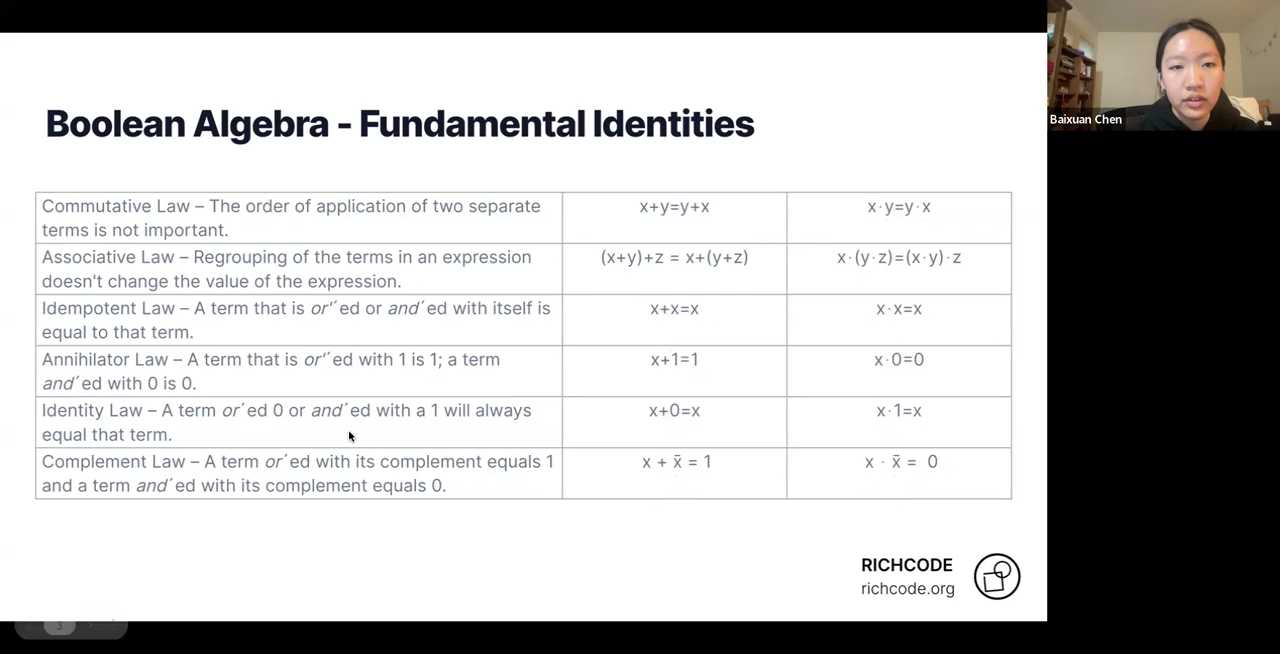 Boolean Algebra - Fundamental Identities
Commutative Law – The order of application of two separate
terms is not important.
x+y=y+x
x·y=y·x
Associative Law – Regrouping of the terms in an expression
doesn't change the value of the expression.
(x+y)+z = x+(y+z)
x·(y·z)=(x·y)·z
Idempotent Law – A term that is or'´ed or and´ed with itself is
equal to that term.
x+x=x
x·x=x
Annihilator Law – A term that is or'´ed with 1 is 1; a term
and´ed with 0 is 0.
x+1=1
x·0=0
Identity Law – A term or´ed 0 or and´ed with a 1 will always
equal that term.
x+0=x
x·1=x
Complement Law – A term or´ed with its complement equals 1
and a term and´ed with its complement equals 0.
x + x̄ = 1
x · x̄ = 0
RICHCODE
richcode.org
Baixuan Chen
3